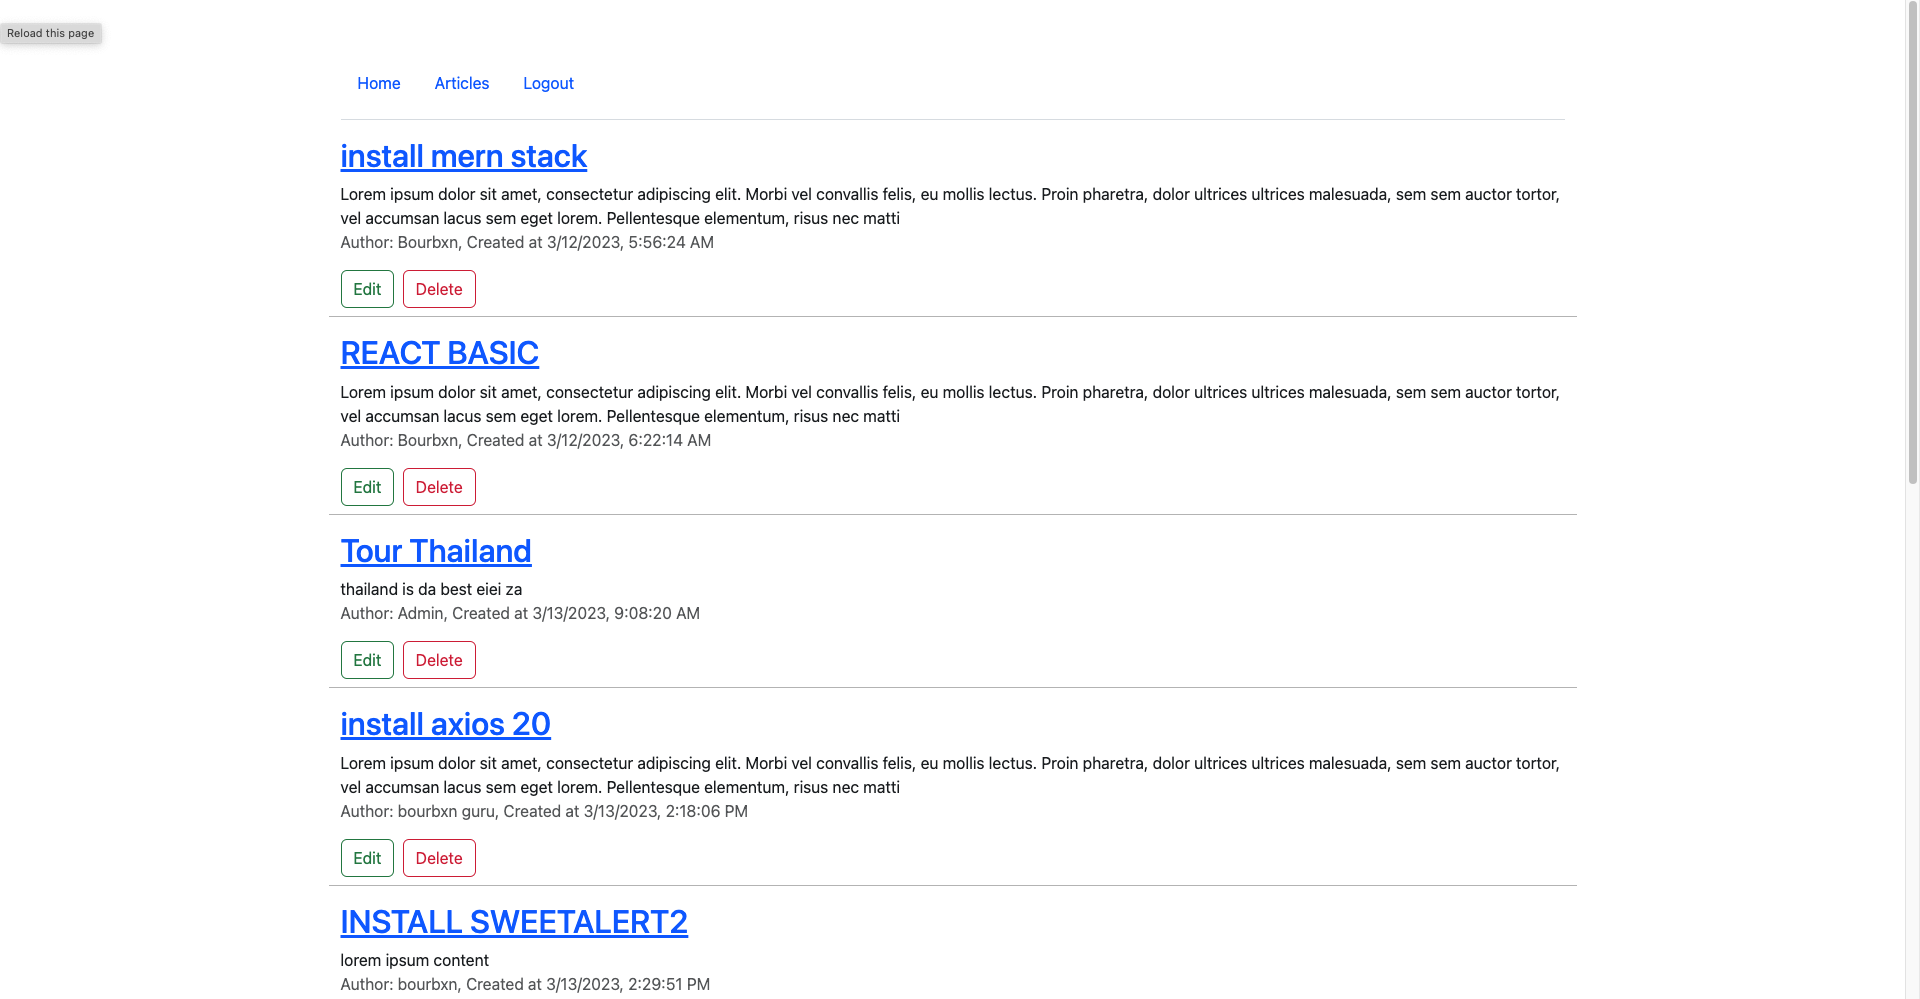 Reload this page
Home Articles Logout
install mern stack
Lorem ipsum dolor sit amet, consectetur adipiscing elit. Morbi vel convallis felis, eu mollis lectus. Proin pharetra, dolor ultrices ultrices malesuada, sem sem auctor tortor,
vel accumsan lacus sem eget lorem. Pellentesque elementum, risus nec matti
Author: Bourbxn, Created at 3/12/2023, 5:56:24 AM
Edit Delete
REACT BASIC
Lorem ipsum dolor sit amet, consectetur adipiscing elit. Morbi vel convallis felis, eu mollis lectus. Proin pharetra, dolor ultrices ultrices malesuada, sem sem auctor tortor,
vel accumsan lacus sem eget lorem. Pellentesque elementum, risus nec matti
Author: Bourbxn, Created at 3/12/2023, 6:22:14 AM
Edit Delete
Tour Thailand
thailand is da best eiei za
Author: Admin, Created at 3/13/2023, 9:08:20 AM
Edit Delete
install axios 20
Lorem ipsum dolor sit amet, consectetur adipiscing elit. Morbi vel convallis felis, eu mollis lectus. Proin pharetra, dolor ultrices ultrices malesuada, sem sem auctor tortor,
vel accumsan lacus sem eget lorem. Pellentesque elementum, risus nec matti
Author: bourbxn guru, Created at 3/13/2023, 2:18:06 PM
Edit Delete
INSTALL SWEETALERT2
lorem ipsum content
Author: bourbxn, Created at 3/13/2023, 2:29:51 PM